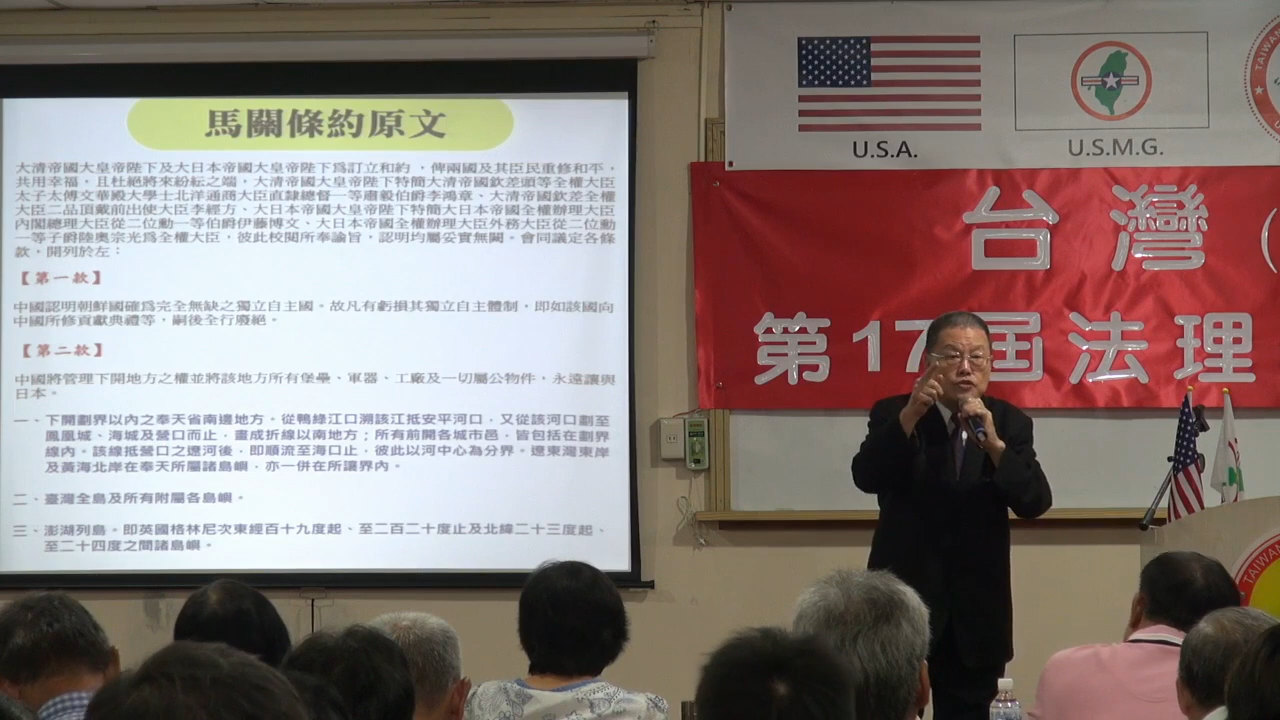 馬關條約原文
大清帝國大皇帝陛下及大日本帝國大皇帝陛下爲訂立和約，俾兩國及其臣民重修和平，
共用幸福，且杜絕將來紛紜之端，大清帝國大皇帝陛下特簡大清帝國欽差頭等全權大臣
太子太傅文華殿大學士北洋通商大臣直隸總督一等肅毅伯爵李鴻章、大清帝國欽差全權
大臣二品頂戴前出使大臣李經方、大日本帝國大皇帝陛下特簡大日本帝國全權辦理大臣
內閣總理大臣從二位勳一等伯爵伊藤博文、大日本帝國全權辦理大臣外務大臣從二位勳
一等子爵陸奧宗光爲全權大臣，彼此校閱所奉諭旨，認明均屬妥實無闕。會同議定各條
款，開列於左：
【第一款】
中國認明朝鮮國確爲完全無缺之獨立自主國。故凡有虧損其獨立自主體制，即如該國向
中國所修貢獻典禮等，嗣後全行廢絕。
【第二款】
中國將管理下開地方之權並將該地方所有堡壘、軍器、工廠及一切屬公物件，永遠讓與
日本。
一、下開劃界以內之奉天省南邊地方。從鴨綠江口溯該江抵安平河口，又從該河口劃至
鳳凰城、海城及營口而止，畫成折線以南地方；所有前開各城市邑，皆包括在劃界
線內。該線抵營口之遼河後，即順流至海口止，彼此以河中心為分界。遼東灣東岸
及黃海北岸在奉天所屬諸島嶼，亦一併在所讓界內。
二、臺灣全島及所有附屬各島嶼。
三、澎湖列島。即英國格林尼次東經百十九度起、至二百二十度止及北緯二十三度起、
至二十四度之間諸島嶼。
U.S.A.
U.S.M.G.
TAIWAN
台灣（
第17屆法理
TAIWAN